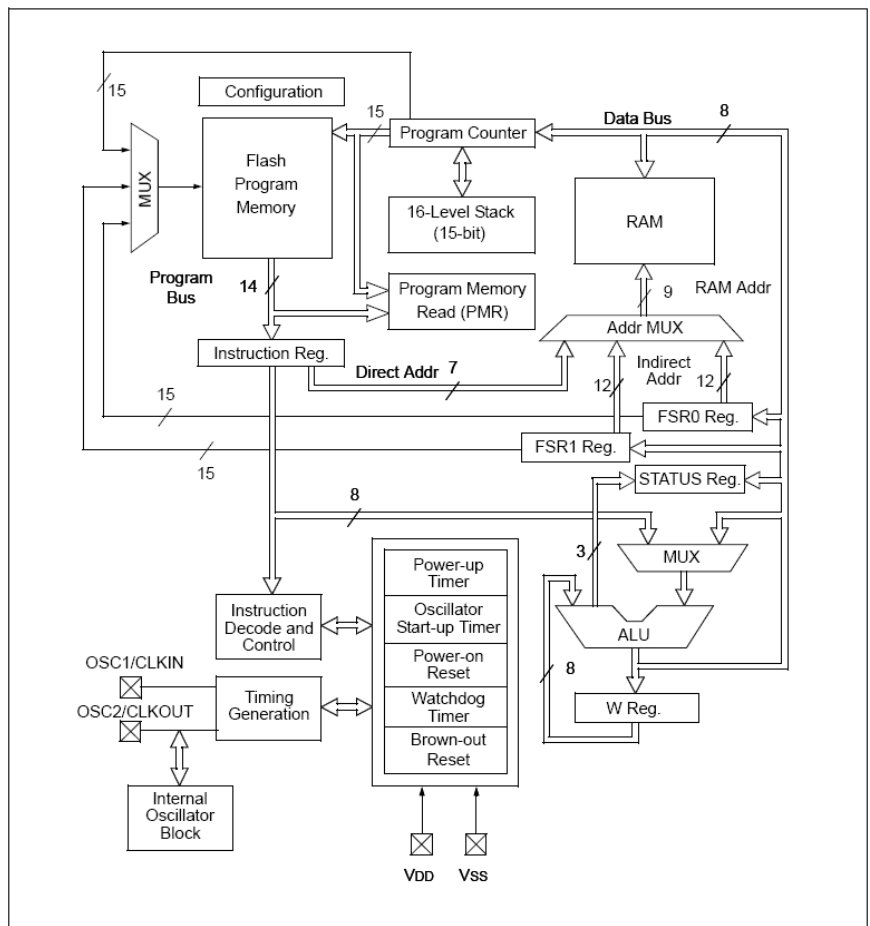 15
Configuration
15
Data Bus
8
Program Counter
MUX
Flash
Program
Memory
16-Level Stack
(15-bit)
RAM
Program
Bus
14
Program Memory
Read (PMR)
9
RAM Addr
Addr MUX
Instruction Reg.
Direct Addr
7
Indirect
Addr
12
12
15
FSR0 Reg.
15
FSR1 Reg.
STATUS Reg.
8
3
MUX
Power-up
Timer
Oscillator
Start-up Timer
Power-on
Reset
Watchdog
Timer
Brown-out
Reset
Instruction
Decode and
Control
ALU
8
W Reg.
OSC1/CLKIN
OSC2/CLKOUT
Timing
Generation
Internal
Oscillator
Block
VDD
VSS